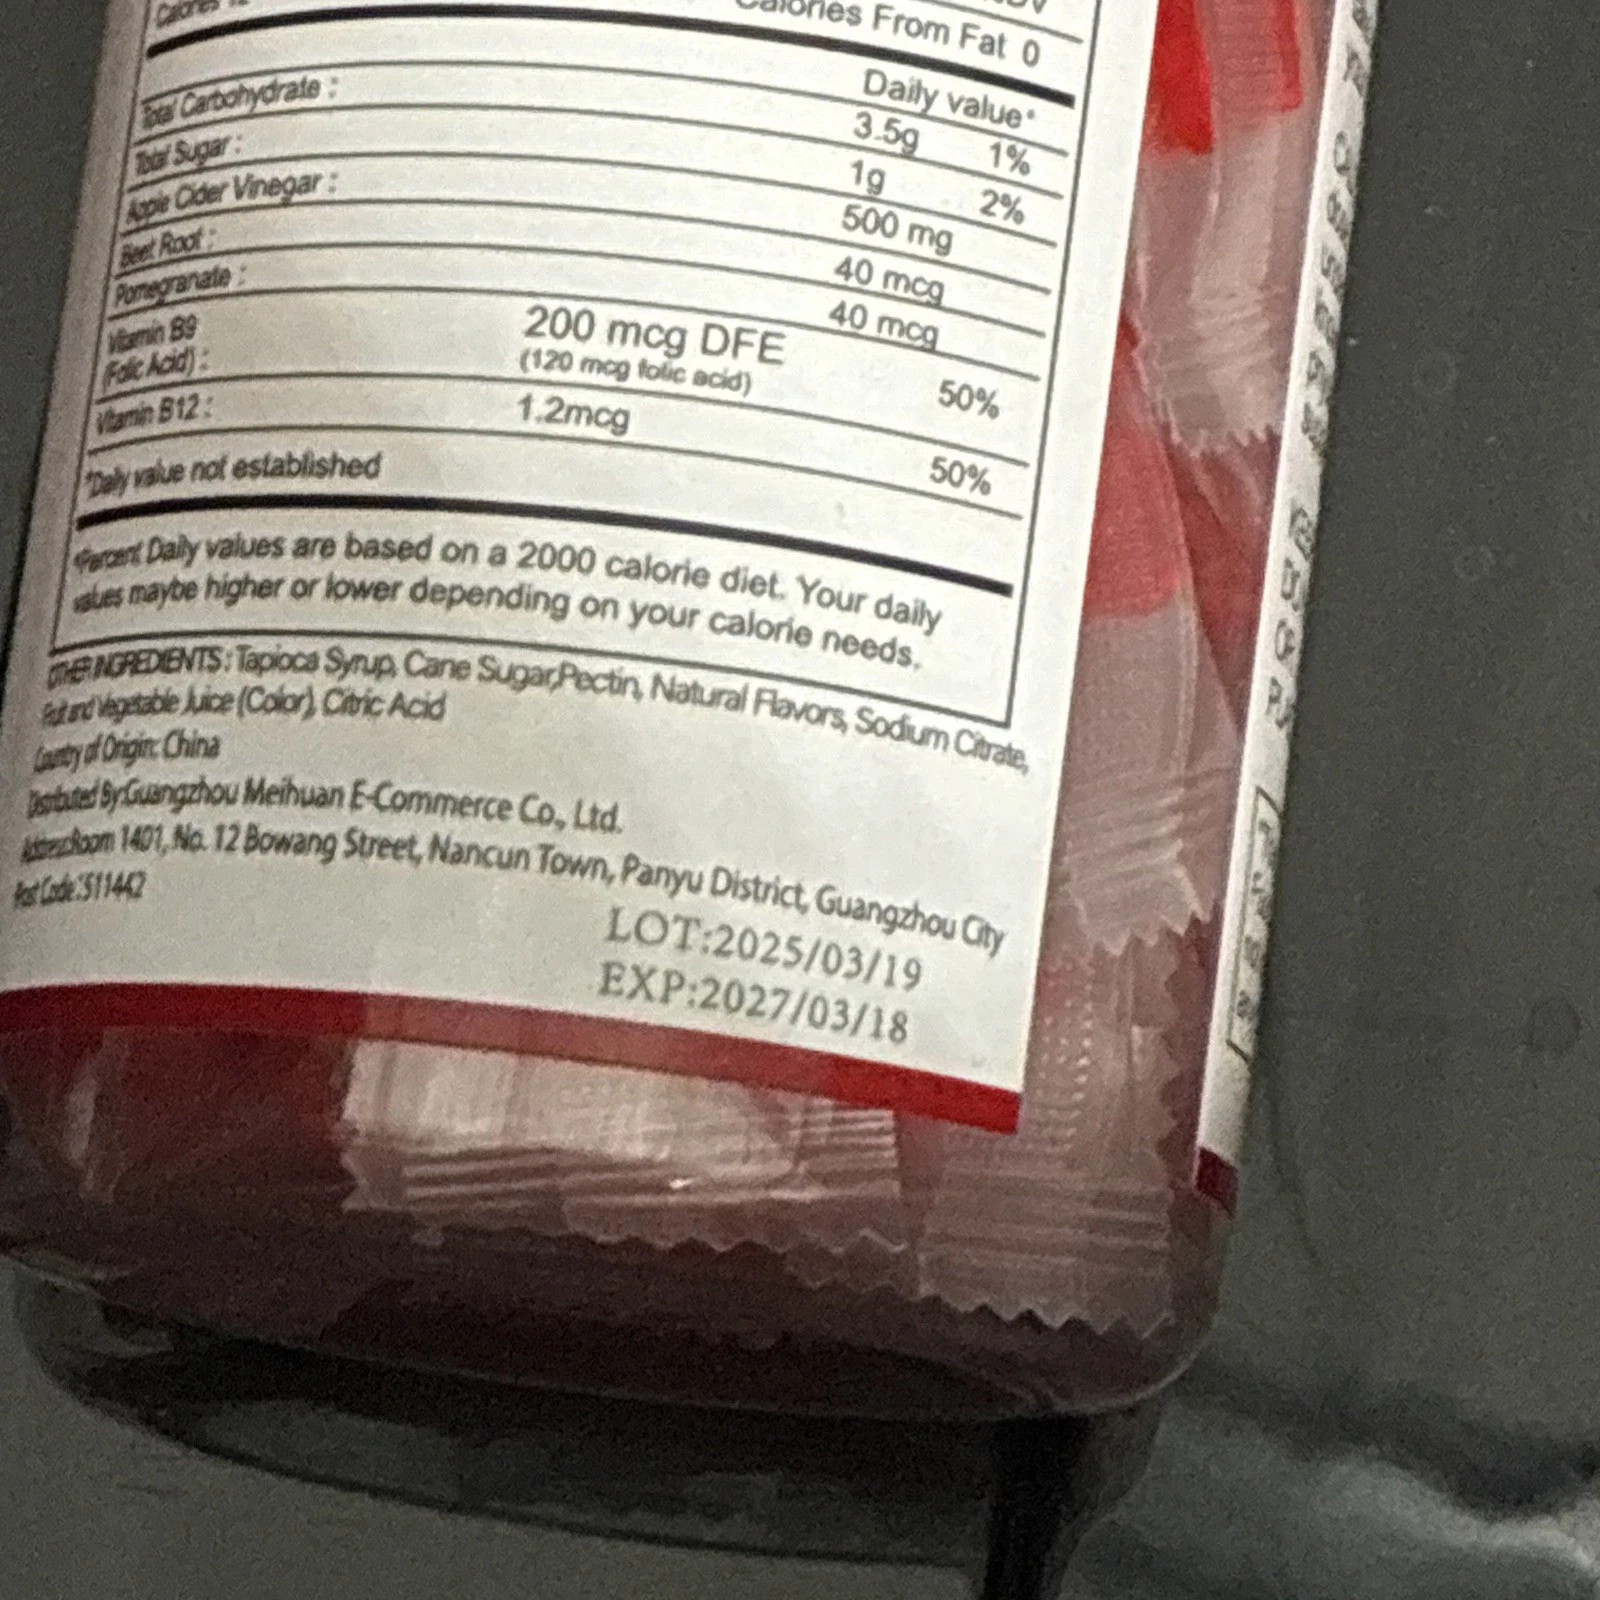 Calories
Calories From Fat 0
Daily value*
Total Carbohydrate : 3.5g 1%
Total Sugar : 1g 2%
Apple Cider Vinegar : 500 mg
Beet Root : 40 mcg
Pomegranate : 40 mcg
Vitamin B9 200 mcg DFE
(Folic Acid) : (120 mcg folic acid) 50%
Vitamin B12 : 1.2mcg 50%
*Daily value not established
*Percent Daily values are based on a 2000 calorie diet. Your daily
values maybe higher or lower depending on your calorie needs.
OTHER INGREDIENTS : Tapioca Syrup, Cane Sugar,Pectin, Natural Flavors, Sodium Citrate,
Fruit and Vegetable Juice (Color), Citric Acid
Country of Origin: China
Distributed By:Guangzhou Meihuan E-Commerce Co., Ltd.
Address:Room 1401, No. 12 Bowang Street, Nancun Town, Panyu District, Guangzhou City
Post Code:511442
LOT:2025/03/19
EXP:2027/03/18